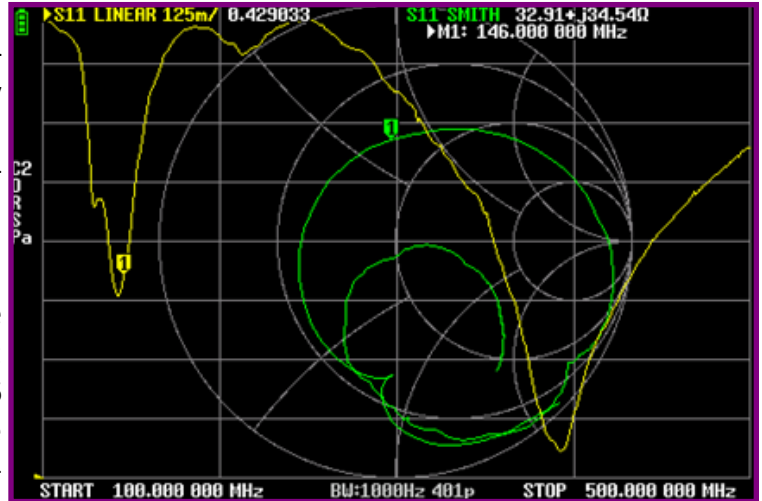 S11 LINEAR 125m/ 0.429033
S11 SMITH 32.91+j34.54Ω
M1: 146.000 000 MHz
1
1
C2
D
R
S
Pa
START 100.000 000 MHz
BW:1000Hz 401p
STOP 500.000 000 MHz